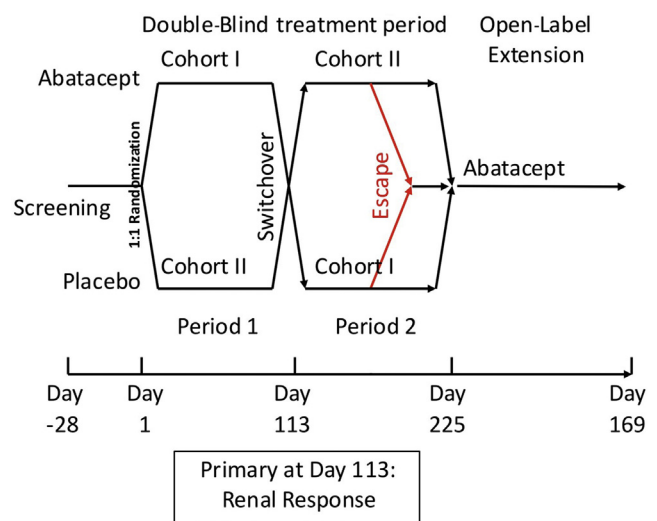 Double-Blind treatment period
Open-Label
Extension
Cohort I
Cohort II
Abatacept
1:1 Randomization
Switchover
Escape
Abatacept
Screening
Cohort II
Cohort I
Placebo
Period 1
Period 2
Day
-28
Day
1
Day
113
Day
225
Day
169
Primary at Day 113:
Renal Response